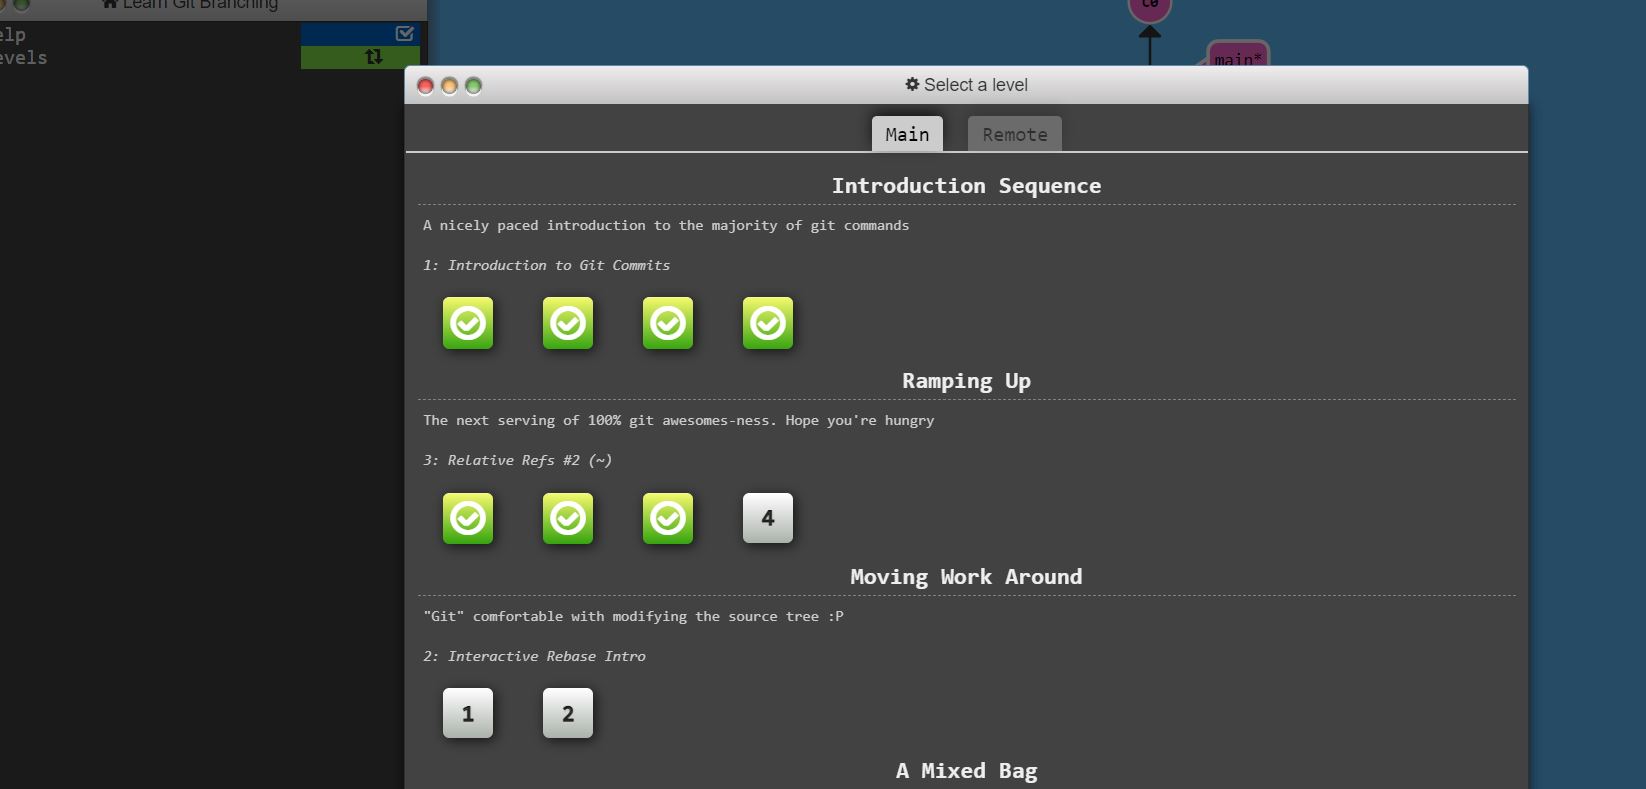 Learn Git Branching
elp
evels
c0
main*
Select a level
Main
Remote
Introduction Sequence
A nicely paced introduction to the majority of git commands
1: Introduction to Git Commits
Ramping Up
The next serving of 100% git awesomes-ness. Hope you're hungry
3: Relative Refs #2 (~)
4
Moving Work Around
"Git" comfortable with modifying the source tree :P
2: Interactive Rebase Intro
1 2
A Mixed Bag